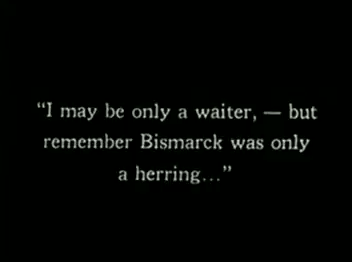 “I may be only a waiter, — but
remember Bismarck was only
a herring...”